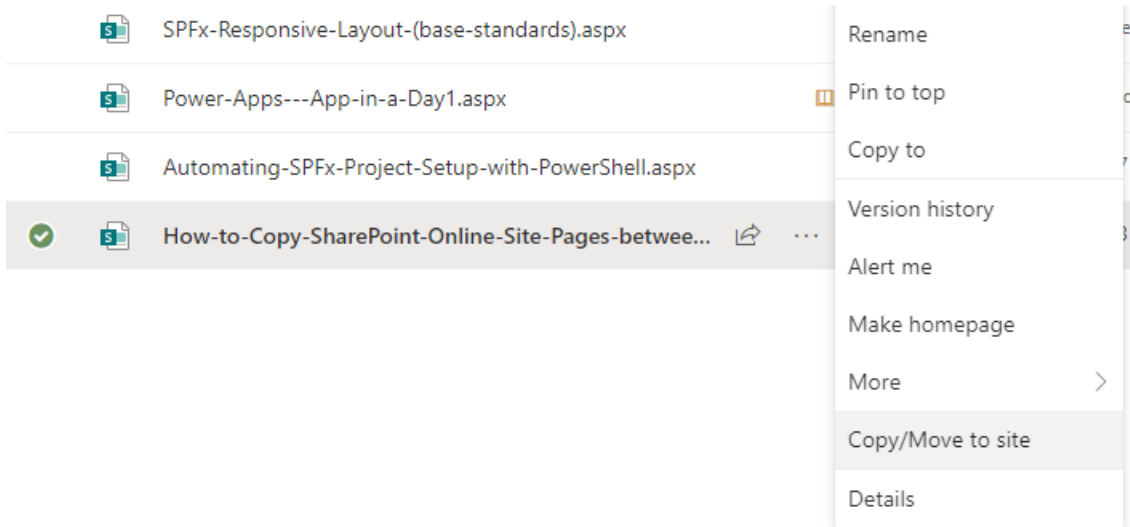 SPFx-Responsive-Layout-(base-standards).aspx
Power-Apps---App-in-a-Day1.aspx
Automating-SPFx-Project-Setup-with-PowerShell.aspx
How-to-Copy-SharePoint-Online-Site-Pages-betwee... ...
Rename
Pin to top
Copy to
Version history
Alert me
Make homepage
More
Copy/Move to site
Details